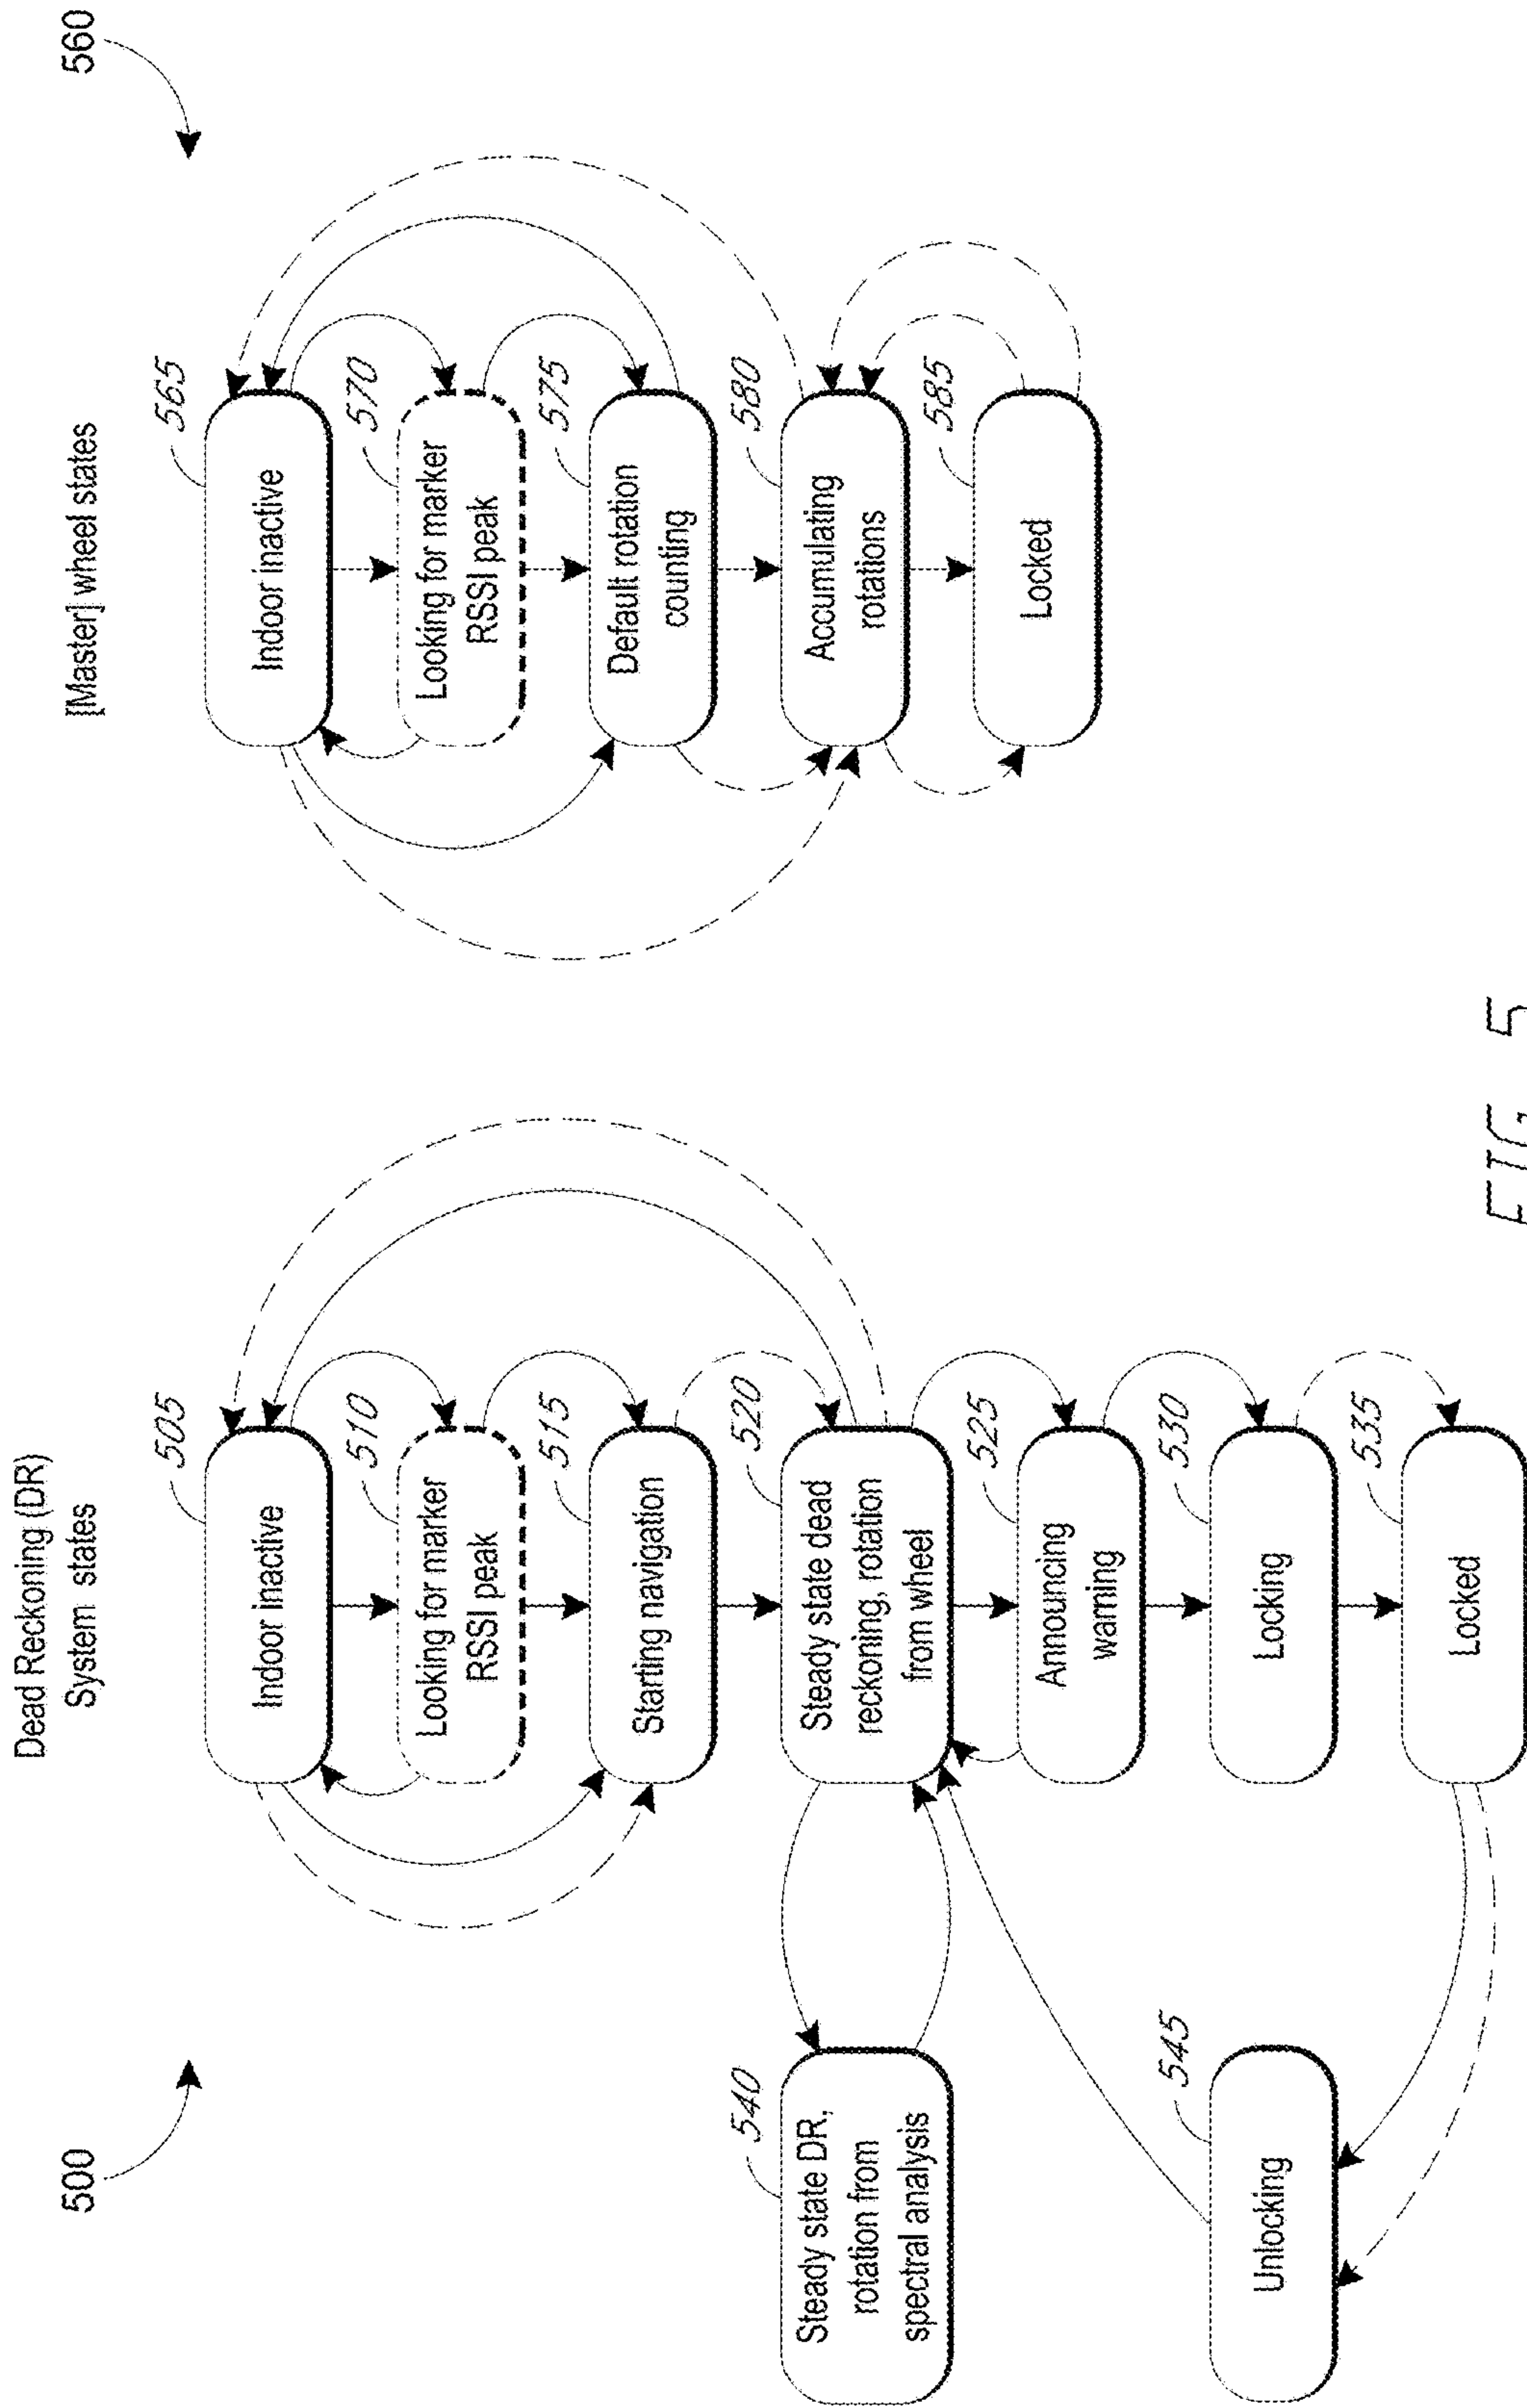 500
Dead Reckoning (DR)
System states
505
Indoor inactive
510
Looking for marker
RSSI peak
515
Starting navigation
520
Steady state dead
reckoning, rotation
from wheel
525
Announcing
warning
530
Locking
535
Locked
540
Steady state DR,
rotation from
spectral analysis
545
Unlocking
560
[Master] wheel states
565
Indoor inactive
570
Looking for marker
RSSI peak
575
Default rotation
counting
580
Accumulating
rotations
585
Locked
FIG. 5